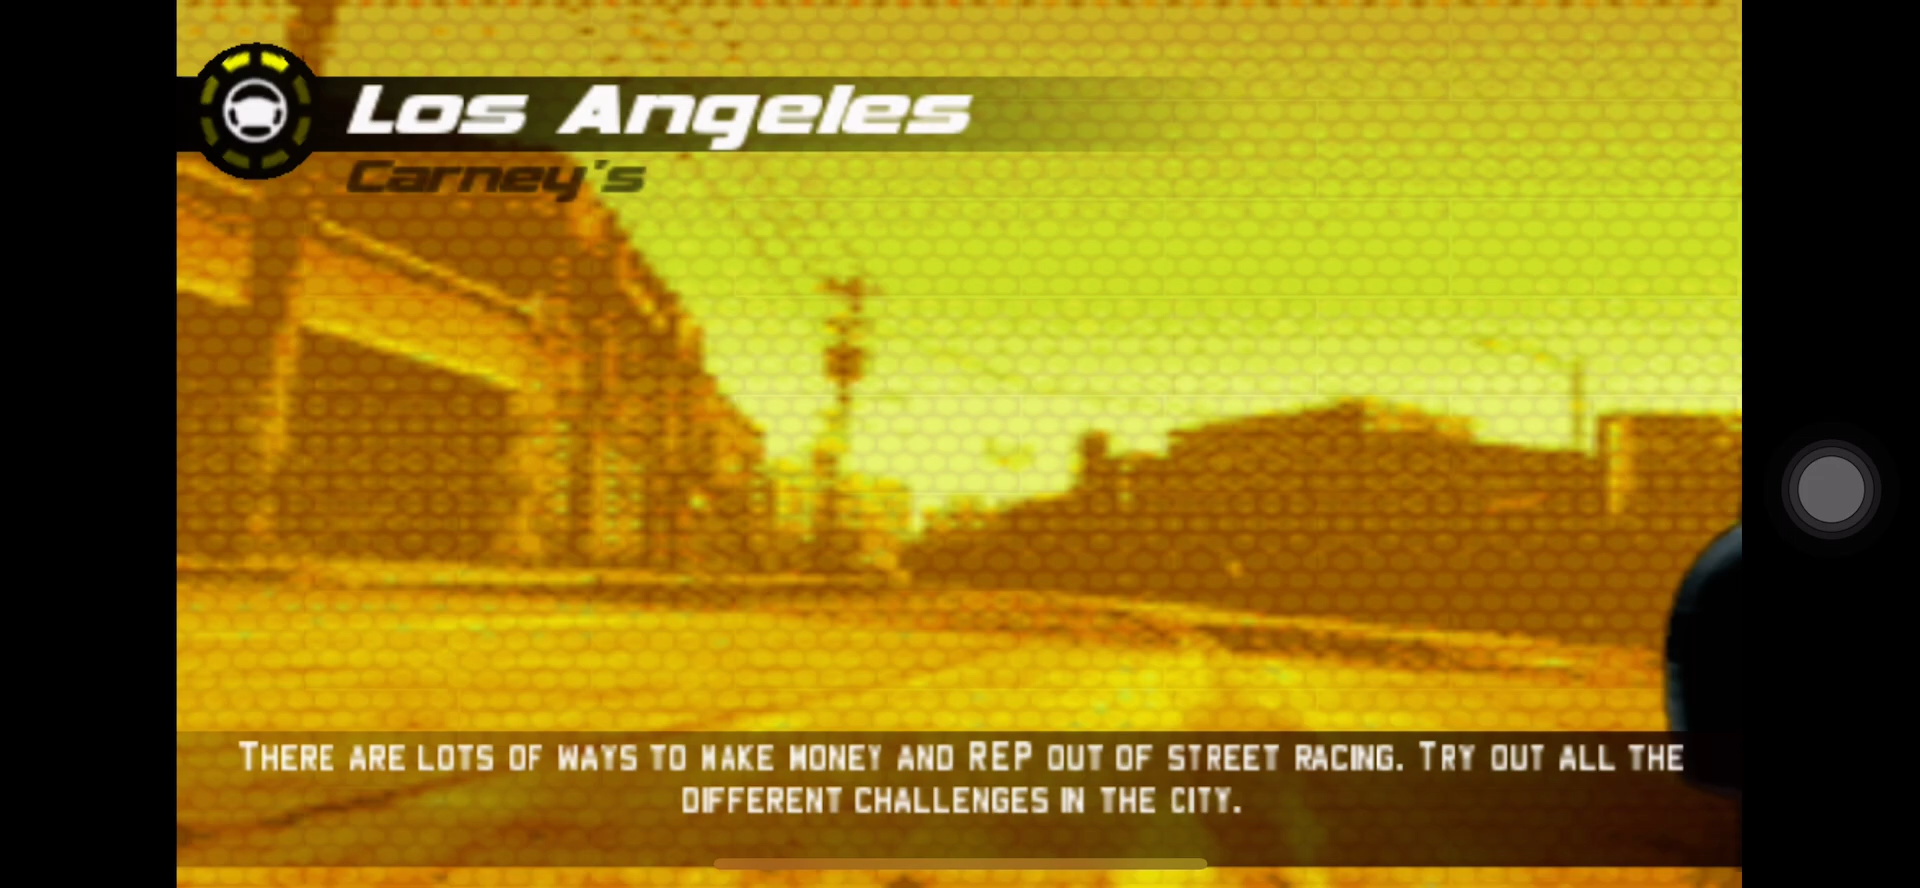 Los Angeles
Carney's
THERE ARE LOTS OF WAYS TO MAKE MONEY AND REP OUT OF STREET RACING. TRY OUT ALL THE
DIFFERENT CHALLENGES IN THE CITY.